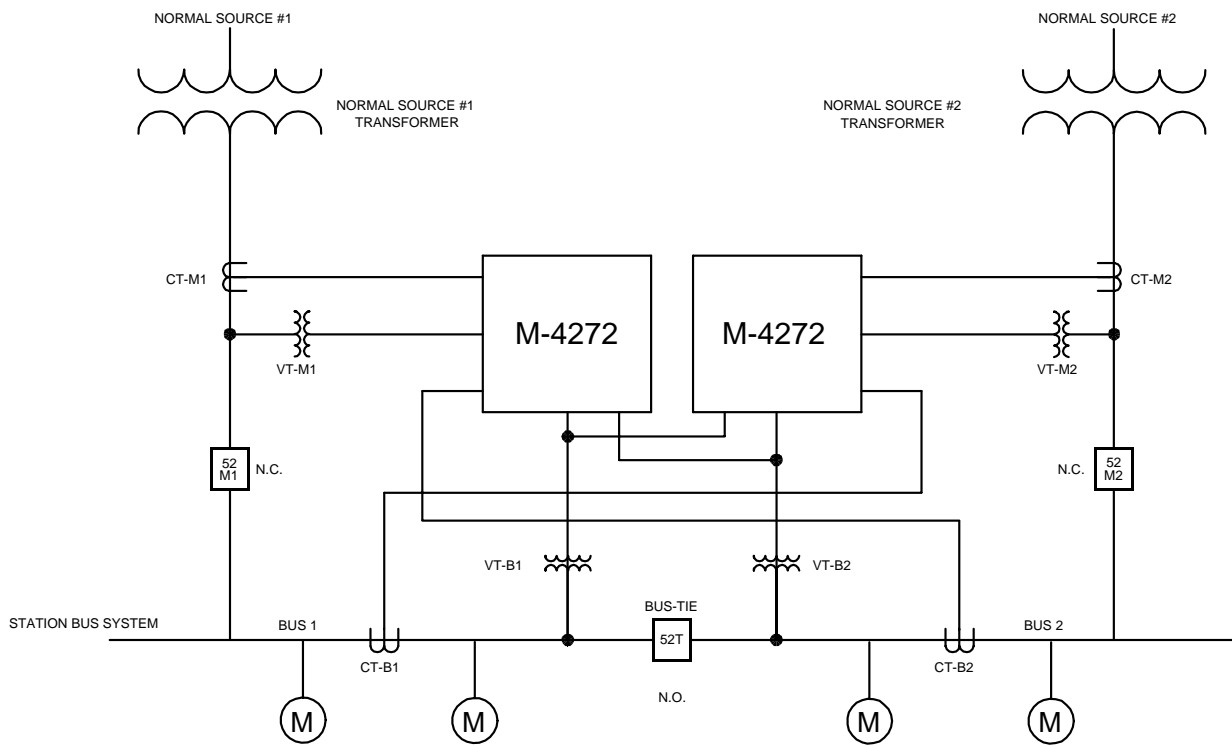 NORMAL SOURCE #1
NORMAL SOURCE #2
NORMAL SOURCE #1
TRANSFORMER
NORMAL SOURCE #2
TRANSFORMER
CT-M1
CT-M2
M-4272
M-4272
VT-M1
VT-M2
52
M1
N.C.
N.C.
52
M2
VT-B1
VT-B2
BUS-TIE
STATION BUS SYSTEM
BUS 1
52T
BUS 2
CT-B1
CT-B2
N.O.
M
M
M
M